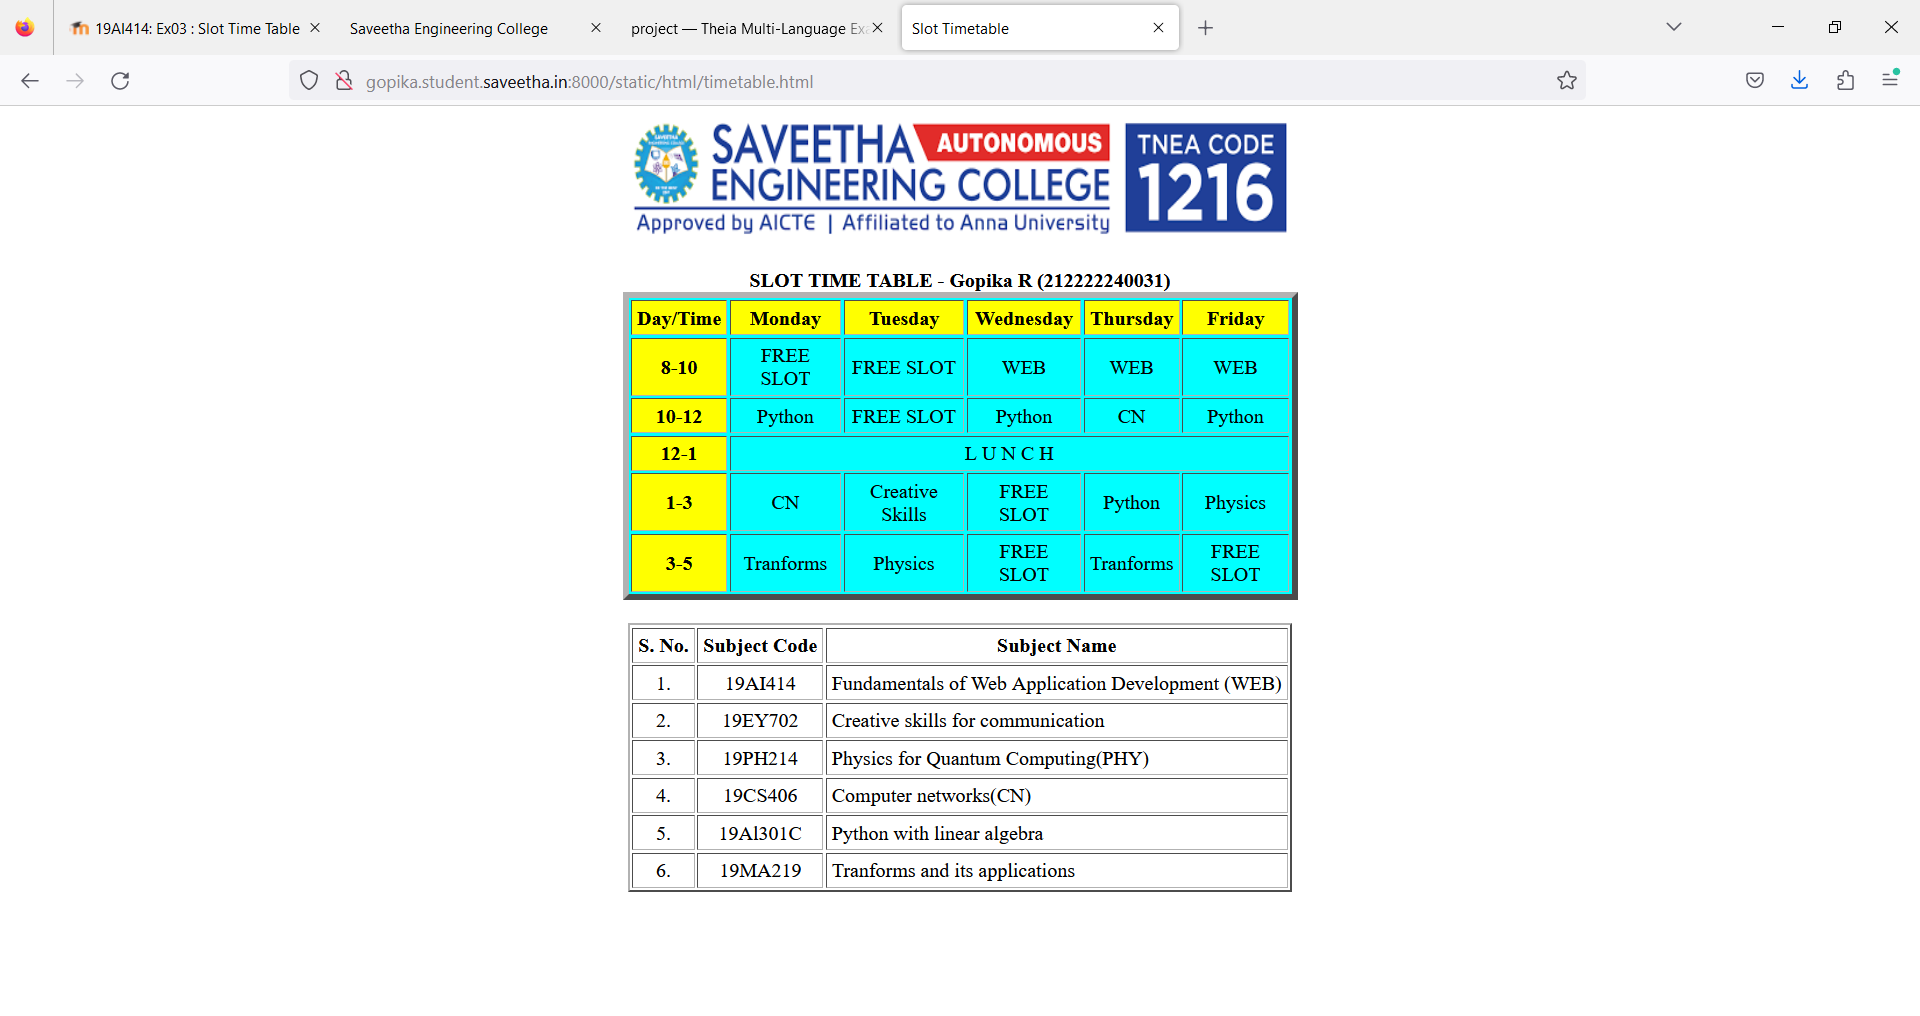 19AI414: Ex03 : Slot Time Table
Saveetha Engineering College
project — Theia Multi-Language Ex
Slot Timetable
gopika.student.saveetha.in:8000/static/html/timetable.html
SAVEETHA AUTONOMOUS
ENGINEERING COLLEGE
Approved by AICTE | Affiliated to Anna University
TNEA CODE
1216
SLOT TIME TABLE - Gopika R (212222240031)
Day/Time Monday Tuesday Wednesday Thursday Friday
8-10 FREE SLOT FREE SLOT WEB WEB WEB
10-12 Python FREE SLOT Python CN Python
12-1 L U N C H
1-3 CN Creative Skills FREE SLOT Python Physics
3-5 Tranforms Physics FREE SLOT Tranforms FREE SLOT
S. No. Subject Code Subject Name
1. 19AI414 Fundamentals of Web Application Development (WEB)
2. 19EY702 Creative skills for communication
3. 19PH214 Physics for Quantum Computing(PHY)
4. 19CS406 Computer networks(CN)
5. 19Al301C Python with linear algebra
6. 19MA219 Tranforms and its applications